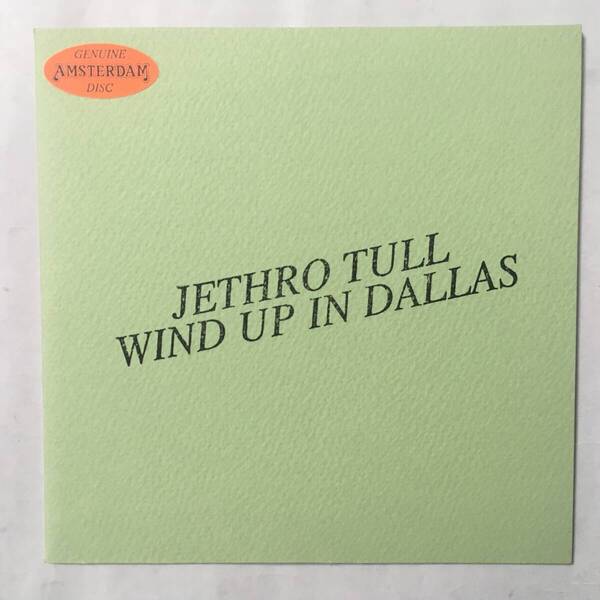 GENUINE
AMSTERDAM
DISC
JETHRO TULL
WIND UP IN DALLAS